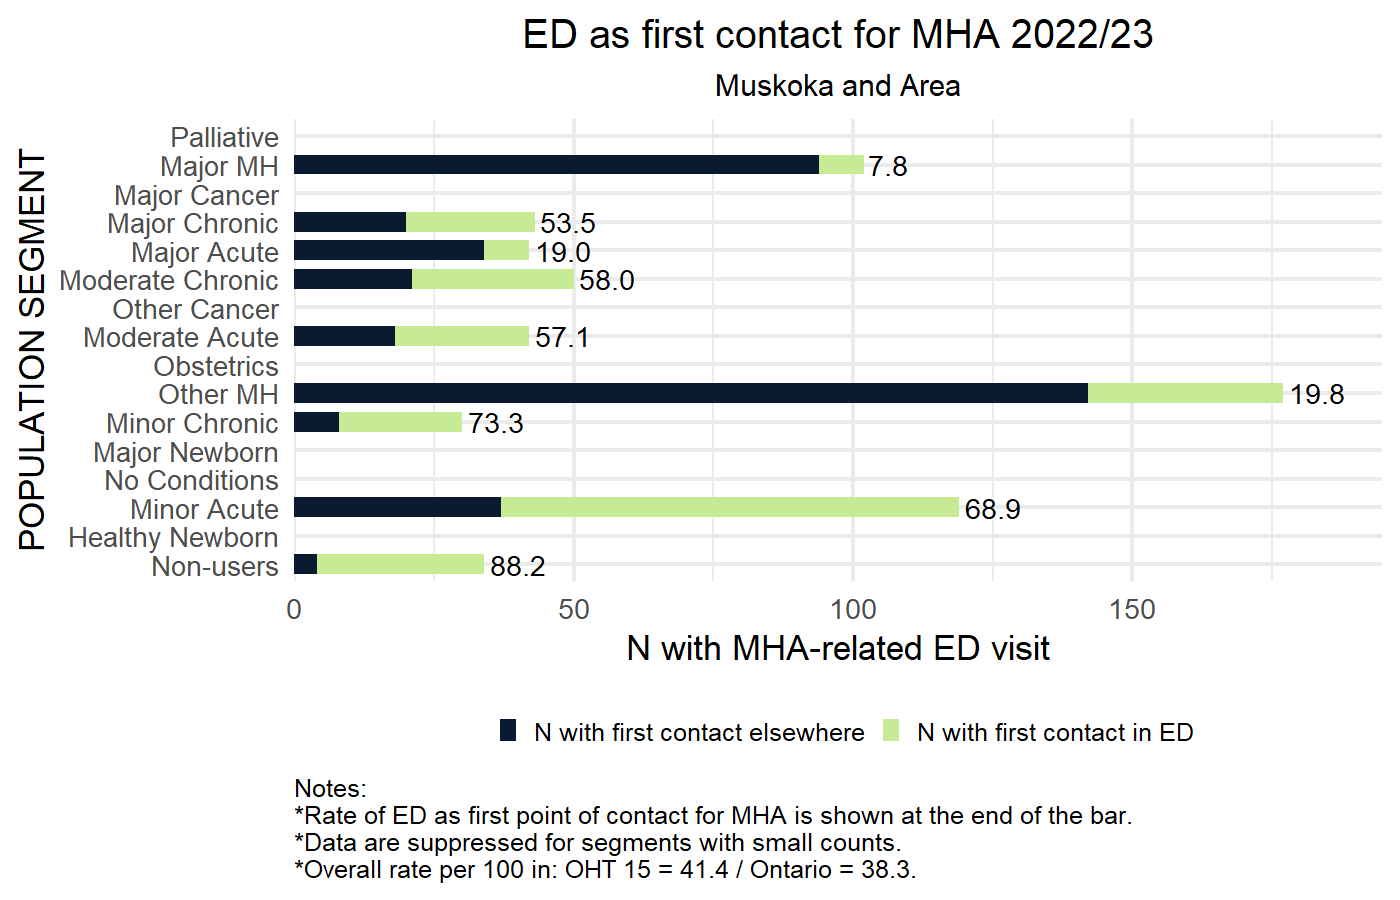 ED as first contact for MHA 2022/23
Muskoka and Area
POPULATION SEGMENT
Palliative
Major MH 7.8
Major Cancer
Major Chronic 53.5
Major Acute 19.0
Moderate Chronic 58.0
Other Cancer
Moderate Acute 57.1
Obstetrics
Other MH 19.8
Minor Chronic 73.3
Major Newborn
No Conditions
Minor Acute 68.9
Healthy Newborn
Non-users 88.2
0 50 100 150
N with MHA-related ED visit
N with first contact elsewhere N with first contact in ED
Notes:
*Rate of ED as first point of contact for MHA is shown at the end of the bar.
*Data are suppressed for segments with small counts.
*Overall rate per 100 in: OHT 15 = 41.4 / Ontario = 38.3.